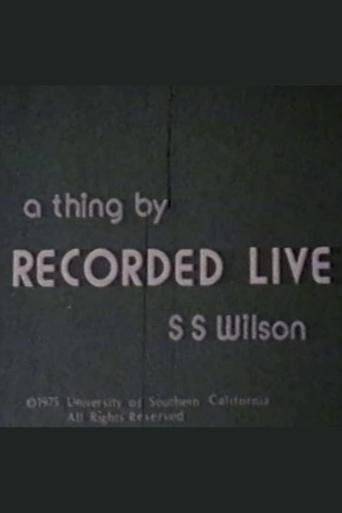 a thing by
RECORDED LIVE
S S Wilson
©1975 University of Southern California
All Rights Reserved